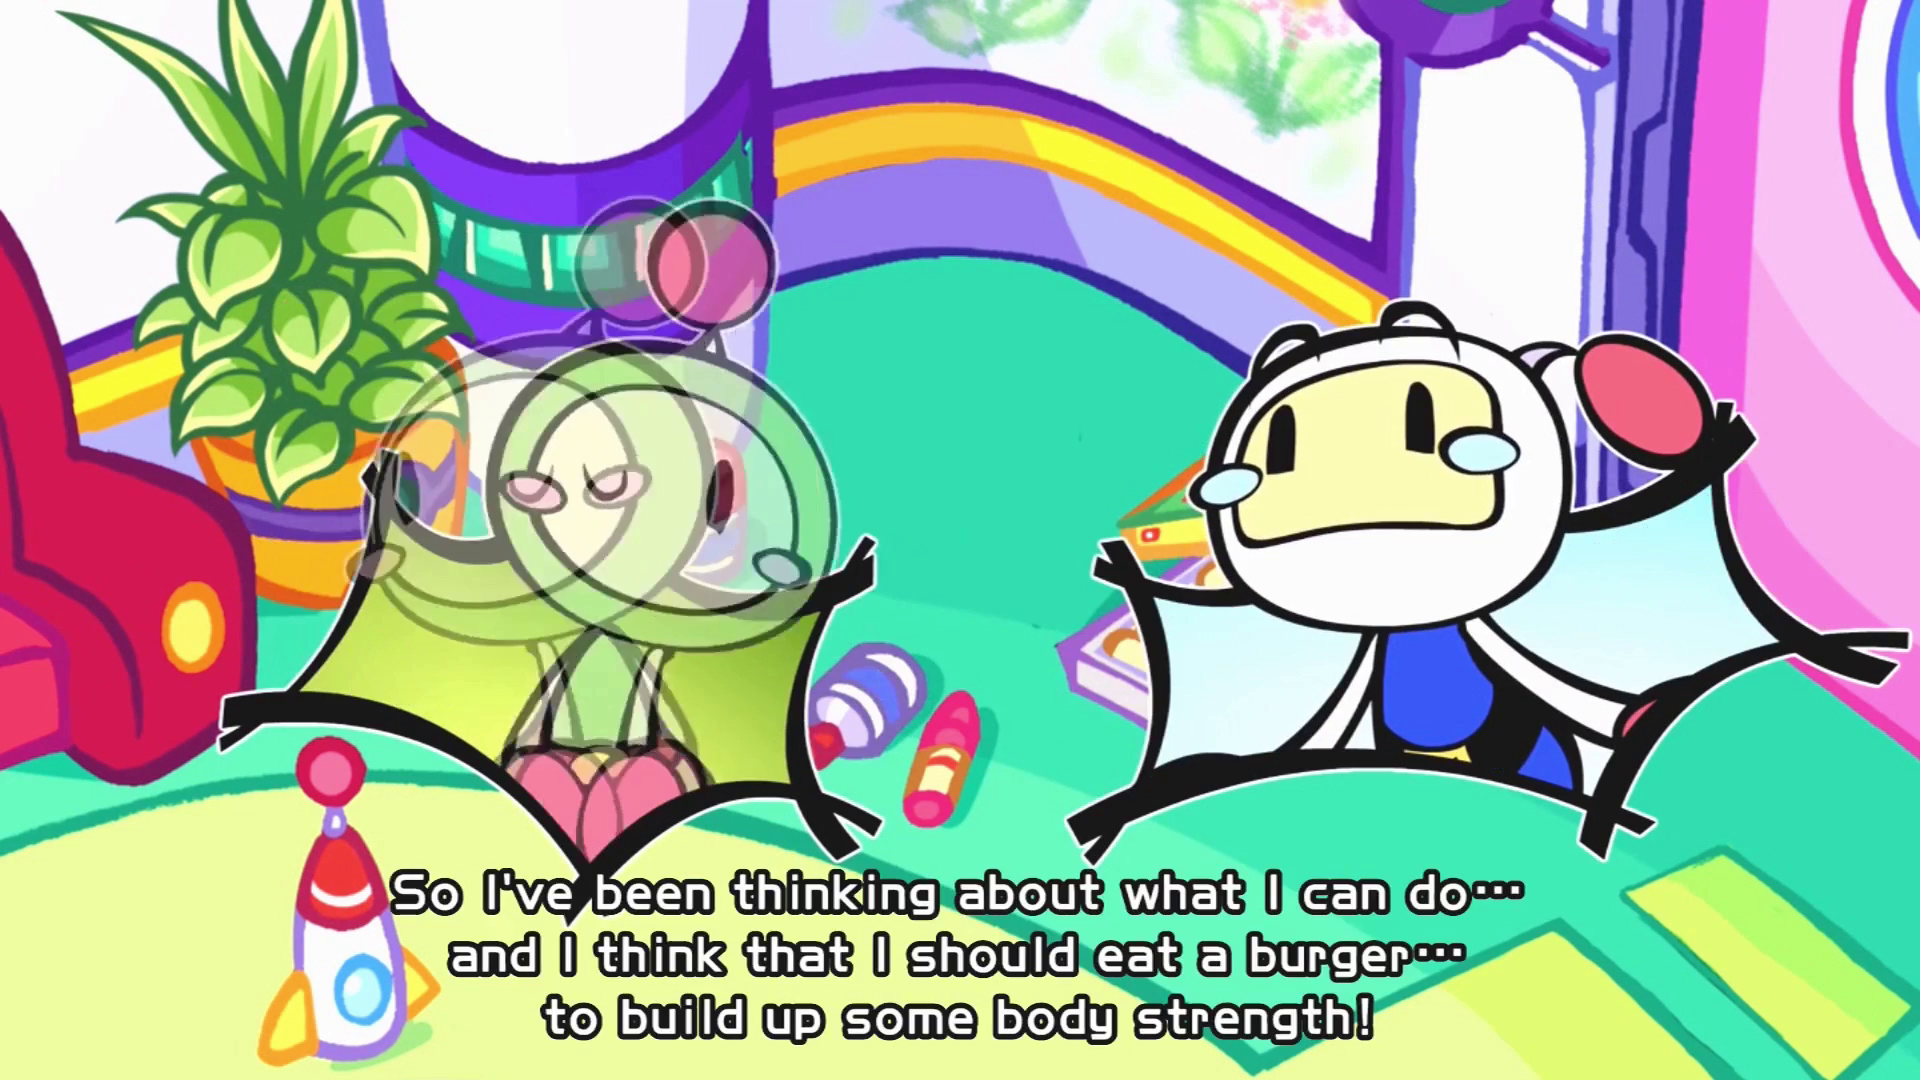 So I've been thinking about what I can do…
and I think that I should eat a burger…
to build up some body strength!